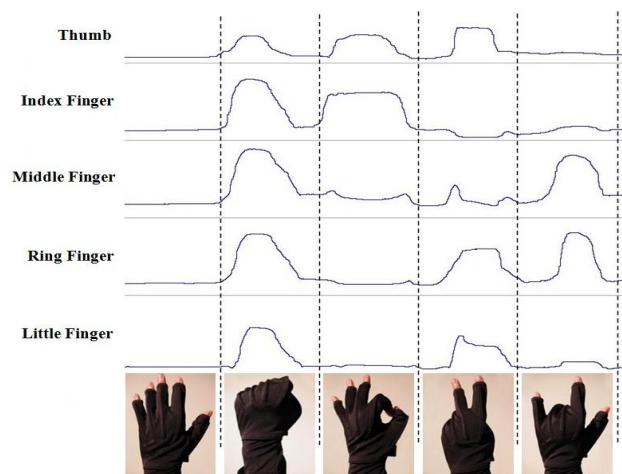 Thumb
Index Finger
Middle Finger
Ring Finger
Little Finger